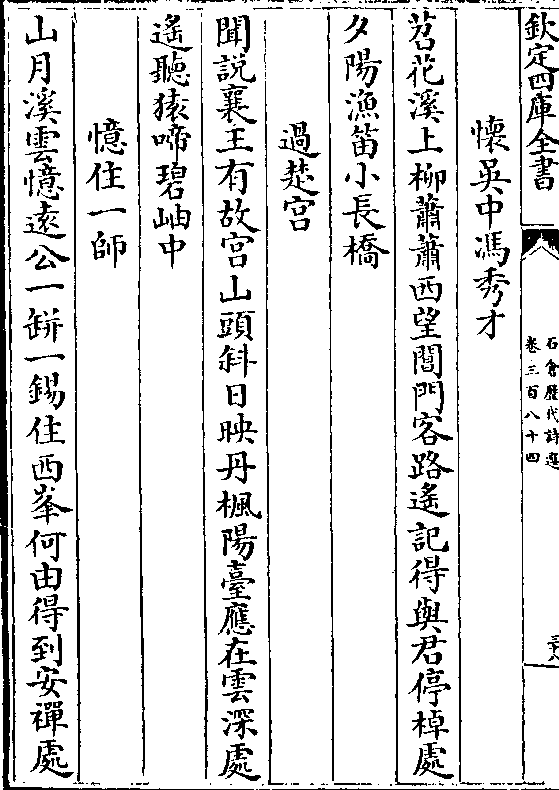 欽定四庫全書
石倉歷代詩選
卷三百八十四
三十八
懷吳中馮秀才
苕花溪上柳蕭蕭西望閶門客路遙記得與君停棹處
夕陽漁笛小長橋
過楚宫
聞説襄王有故宫山頭斜日映丹楓陽臺應在雲深處
遙聽猿啼碧岫中
憶住一師
山月溪雲憶遠公一缾一錫住西峯何由得到安禪處